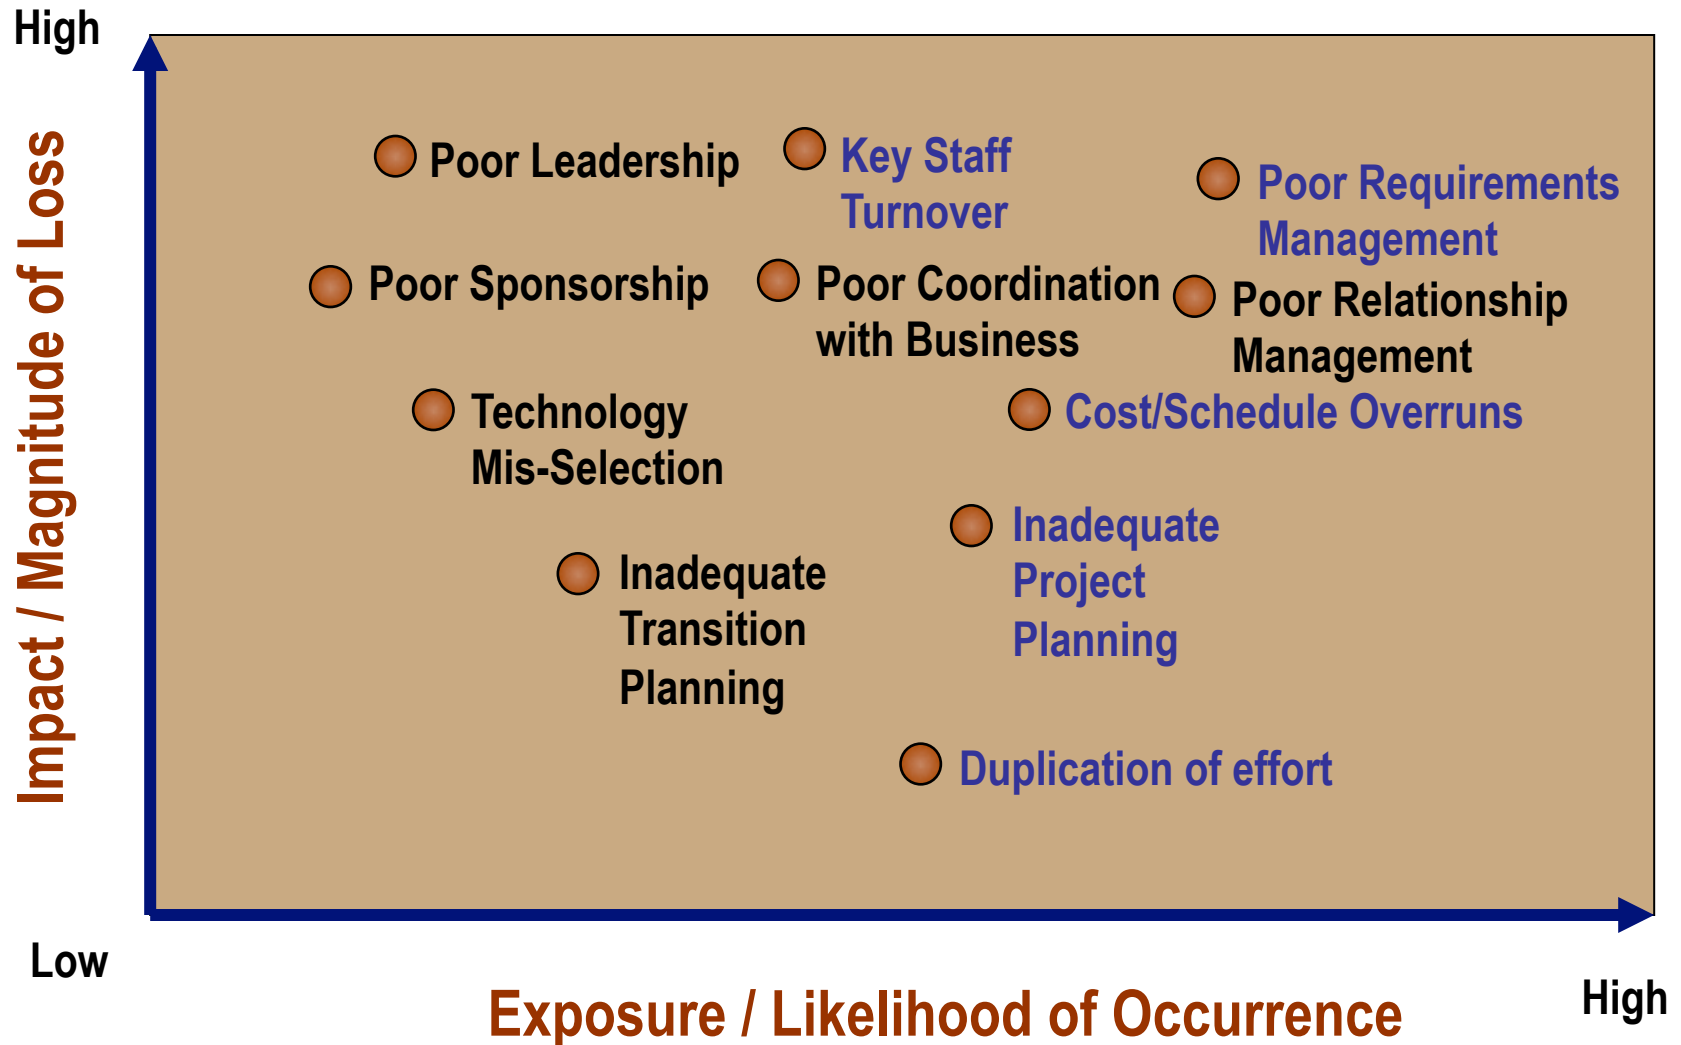 High
Impact / Magnitude of Loss
Poor Leadership
Key Staff
Turnover
Poor Requirements
Management
Poor Sponsorship
Poor Coordination
with Business
Poor Relationship
Management
Technology
Mis-Selection
Cost/Schedule Overruns
Inadequate
Transition
Planning
Inadequate
Project
Planning
Duplication of effort
Low
Exposure / Likelihood of Occurrence
High